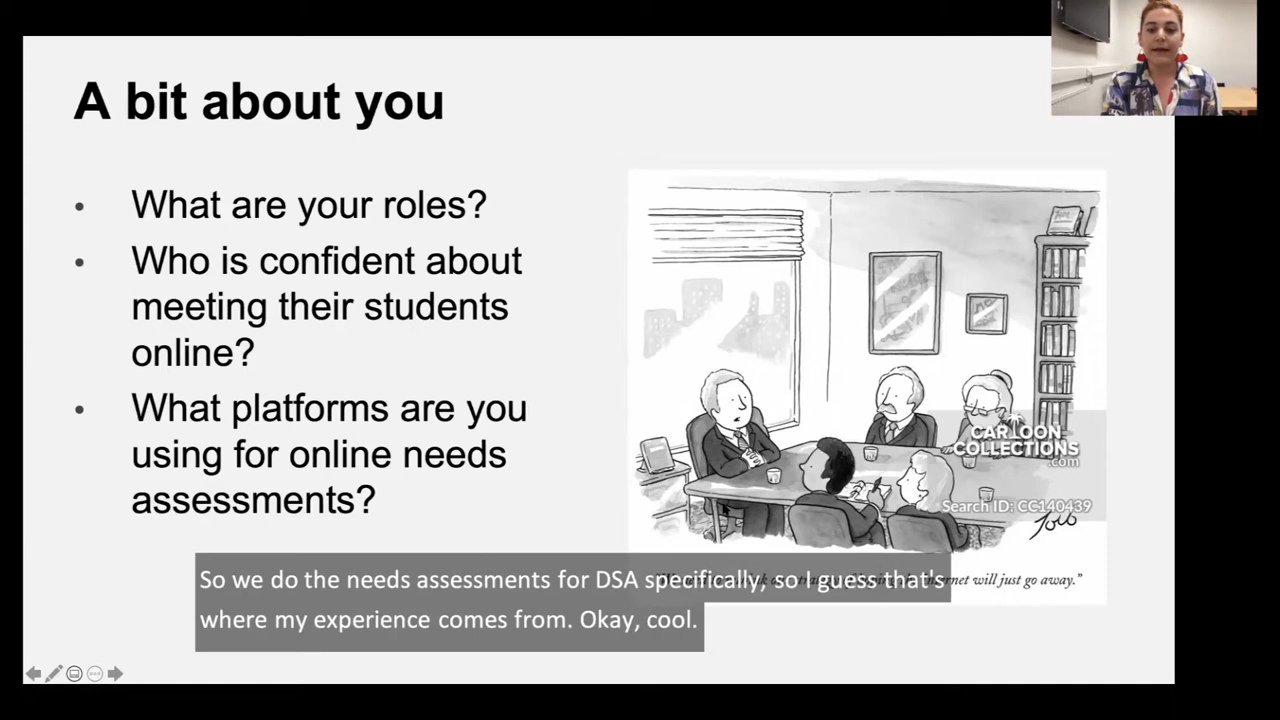 A bit about you
• What are your roles?
• Who is confident about
meeting their students
online?
• What platforms are you
using for online needs
assessments?
CARTOON
COLLECTIONS
.com
Search ID: CC140439
So we do the needs assessments for DSA specifically, so I guess that's
where my experience comes from. Okay, cool.
net will just go away.”